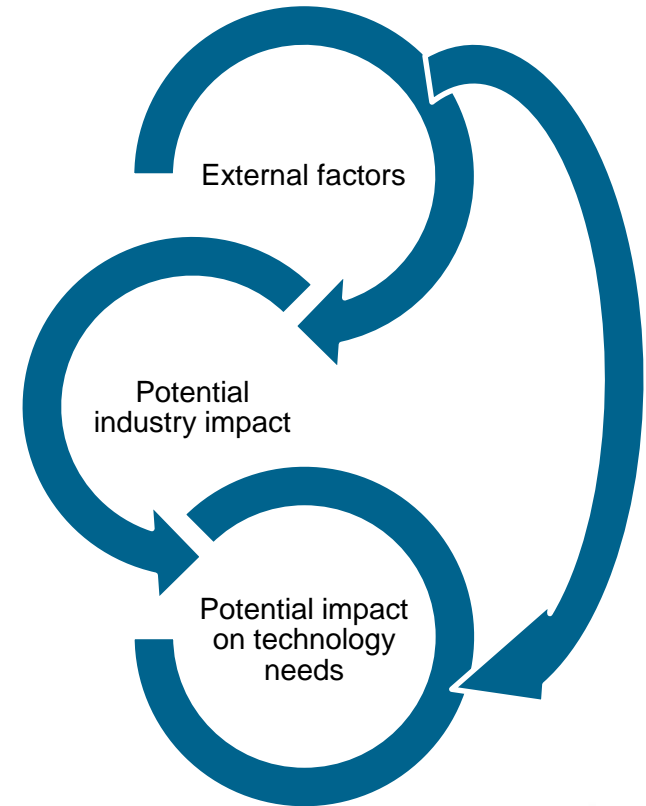 External factors
Potential
industry impact
Potential impact
on technology
needs